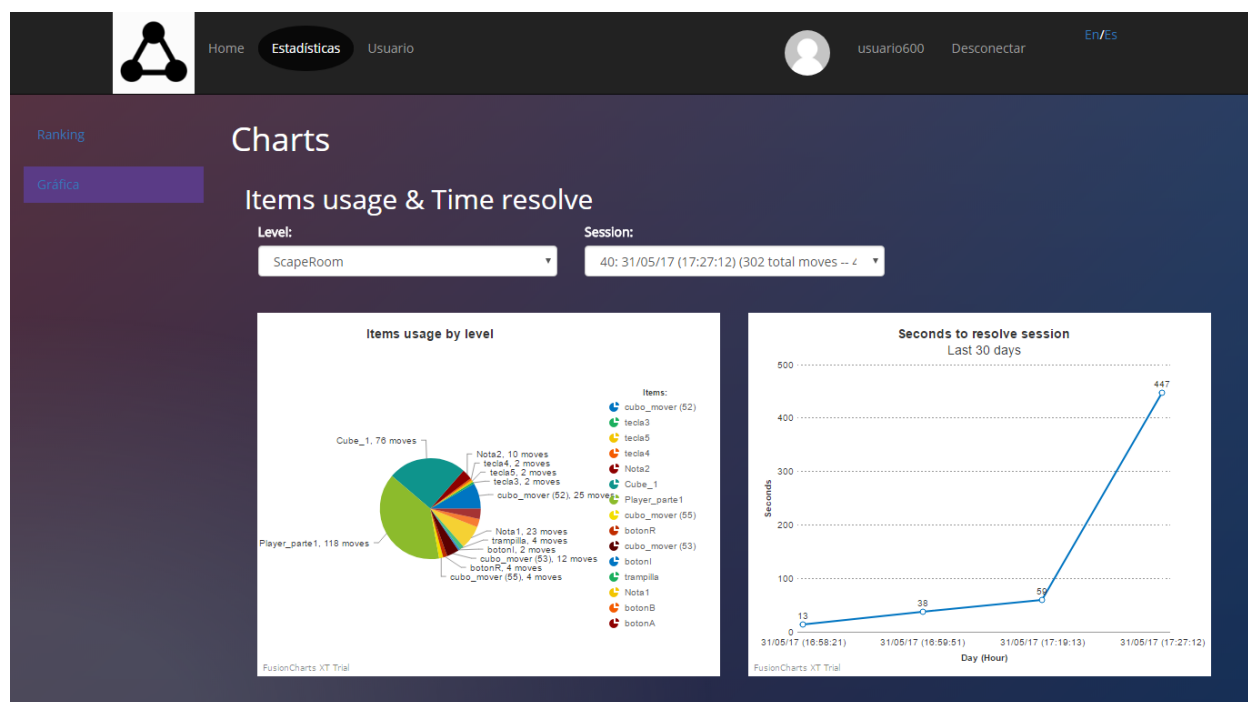 Home Estadísticas Usuario usuario600 Desconectar En/Es
Ranking
Gráfica
Charts
Items usage & Time resolve
Level: Session:
ScapeRoom 40: 31/05/17 (17:27:12) (302 total moves --
Items usage by level
Cube_1, 76 moves
Nota2, 10 moves
tecla4, 2 moves
tecla5, 2 moves
tecla3, 2 moves
cubo_mover (52), 25 moves
Player_parte1, 118 moves
Nota1, 23 moves
trampilla, 4 moves
botonI, 2 moves
cubo_mover (53), 12 moves
botonR, 4 moves
cubo_mover (55), 4 moves
Items:
cubo_mover (52)
tecla3
tecla5
tecla4
Nota2
Cube_1
Player_parte1
cubo_mover (55)
botonR
cubo_mover (53)
botonI
trampilla
Nota1
botonB
botonA
FusionCharts XT Trial
Seconds to resolve session
Last 30 days
500
400
300
200
100
0
Seconds
13
38
59
447
31/05/17 (16:58:21) 31/05/17 (16:59:51) 31/05/17 (17:19:13) 31/05/17 (17:27:12)
Day (Hour)
FusionCharts XT Trial